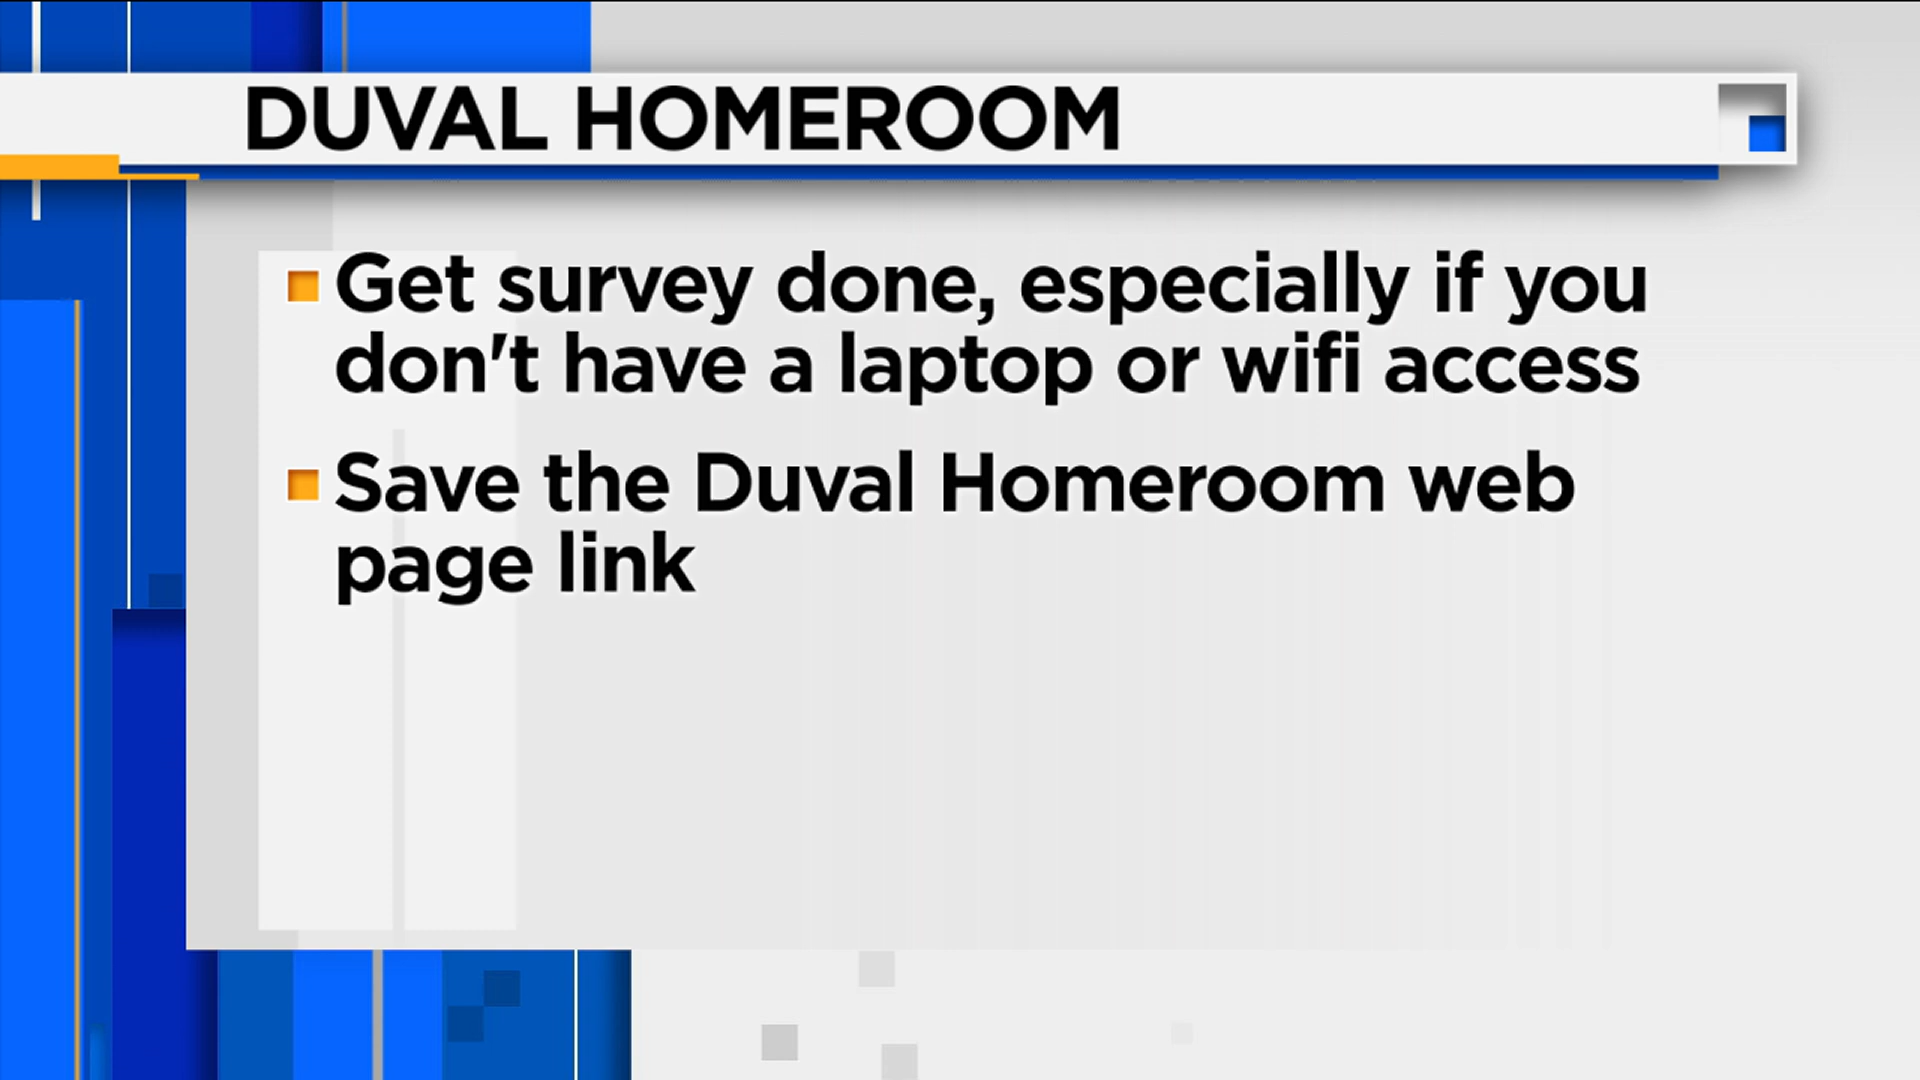 DUVAL HOMEROOM
Get survey done, especially if you
don't have a laptop or wifi access
Save the Duval Homeroom web
page link